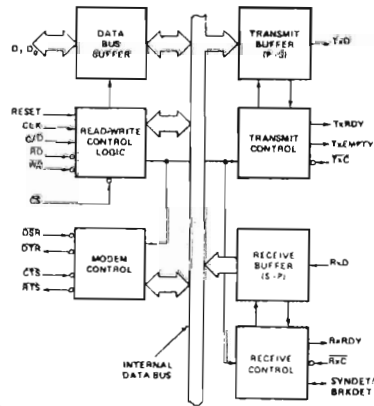 DATA
BUS
BUFFER
TRANSMIT
BUFFER
(P-S)
TxD
RESET
CLK
C/D
RD
WR
CS
READ-WRITE
CONTROL
LOGIC
TRANSMIT
CONTROL
TxRDY
TxEMPTY
TxC
DSR
DTR
CTS
RTS
MODEM
CONTROL
RECEIVE
BUFFER
(S-P)
RxD
INTERNAL
DATA BUS
RECEIVE
CONTROL
RxRDY
RxC
SYNDET/
BRKDET